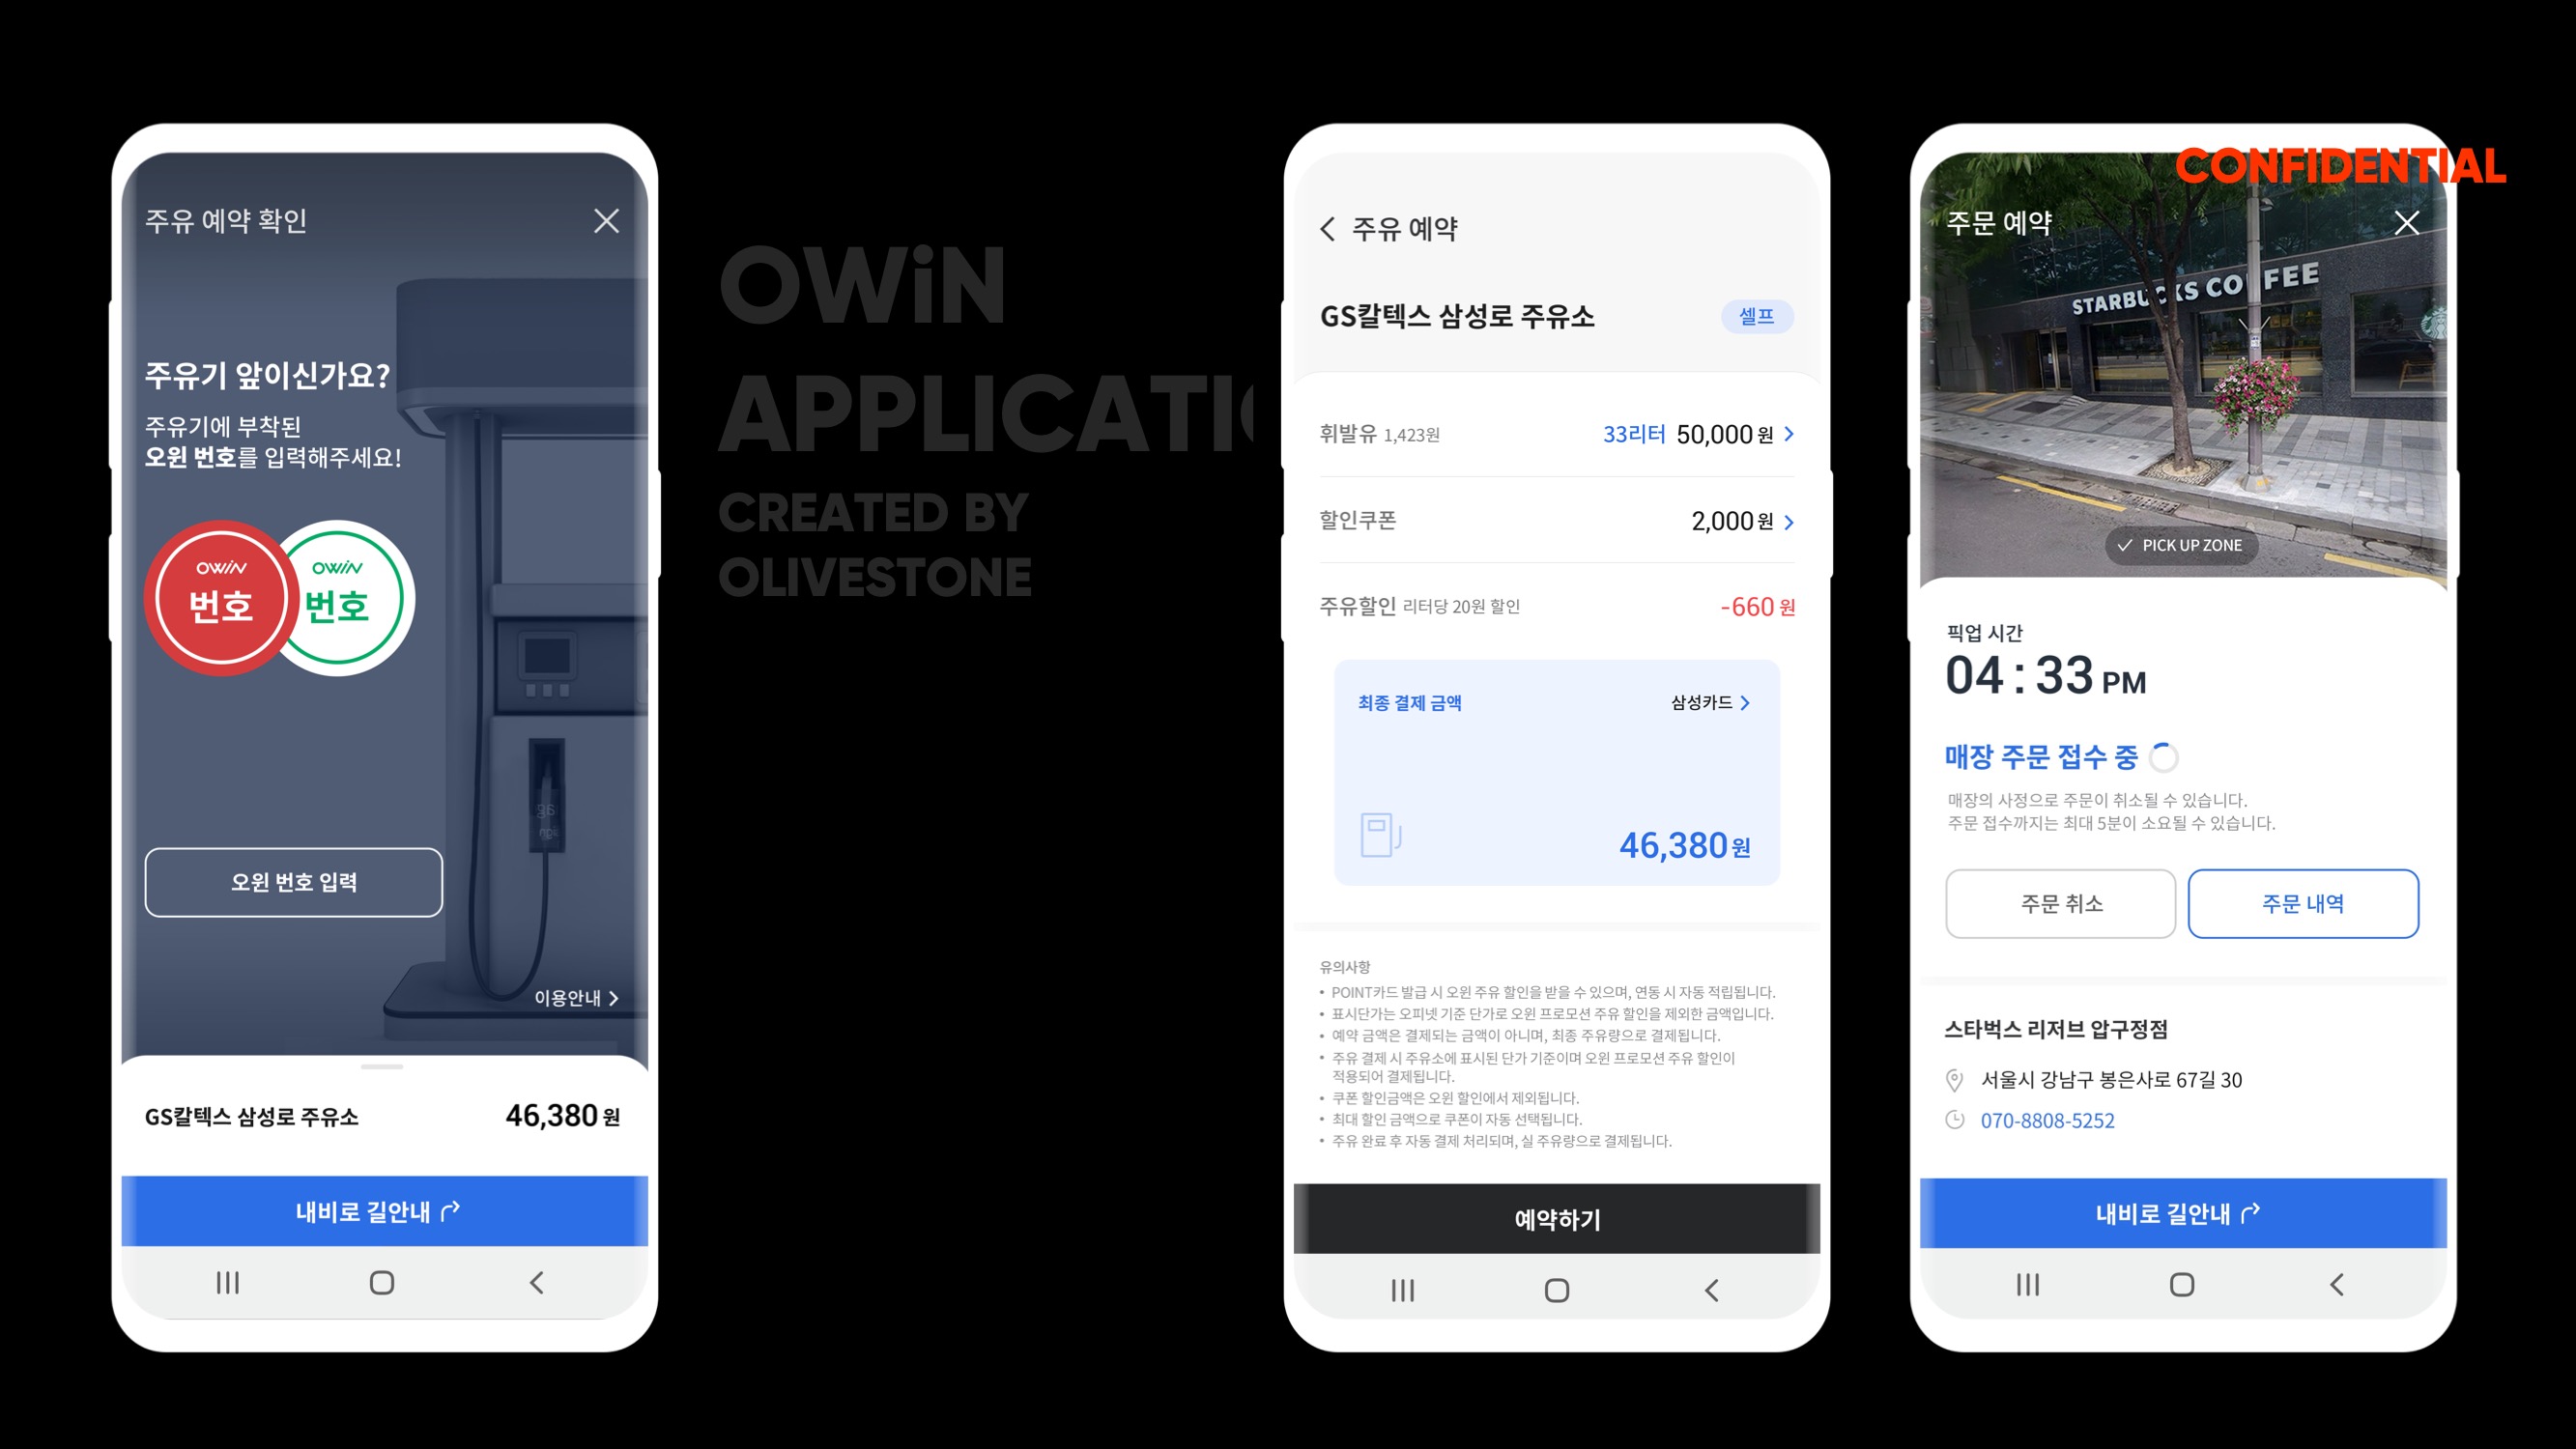 주유 예약 확인
주유기 앞이신가요?
주유기에 부착된
오윈 번호를 입력해주세요!
OWiN
번호
OWiN
번호
오윈 번호 입력
이용안내
GS칼텍스 삼성로 주유소
46,380 원
내비로 길안내
OWiN
APPLICATI
CREATED BY
OLIVESTONE
주유 예약
GS칼텍스 삼성로 주유소
셀프
휘발유 1,423원
33리터 50,000 원
할인쿠폰
2,000 원
주유할인 리터당 20원 할인
-660 원
최종 결제 금액
삼성카드
46,380 원
유의사항
• POINT카드 발급 시 오윈 주유 할인을 받을 수 있으며, 연동 시 자동 적립됩니다.
• 표시단가는 오피넷 기준 단가로 오윈 프로모션 주유 할인을 제외한 금액입니다.
• 예약 금액은 결제되는 금액이 아니며, 최종 주유량으로 결제됩니다.
• 주유 결제 시 주유소에 표시된 단가 기준이며 오윈 프로모션 주유 할인이
적용되어 결제됩니다.
• 쿠폰 할인금액은 오윈 할인에서 제외됩니다.
• 최대 할인 금액으로 쿠폰이 자동 선택됩니다.
• 주유 완료 후 자동 결제 처리되며, 실 주유량으로 결제됩니다.
예약하기
CONFIDENTIAL
주문 예약
STARBUCKS COFFEE
PICK UP ZONE
픽업 시간
04 : 33 PM
매장 주문 접수 중
매장의 사정으로 주문이 취소될 수 있습니다.
주문 접수까지는 최대 5분이 소요될 수 있습니다.
주문 취소
주문 내역
스타벅스 리저브 압구정점
서울시 강남구 봉은사로 67길 30
070-8808-5252
내비로 길안내